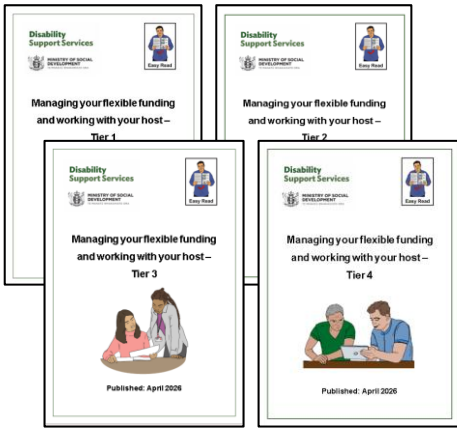 Disability
Support Services
MINISTRY OF SOCIAL
DEVELOPMENT
Easy Read
Managing your flexible funding
and working with your host –
Tier 1
Disability
Support Services
MINISTRY OF SOCIAL
DEVELOPMENT
Easy Read
Managing your flexible funding
and working with your host –
Tier 2
Disability
Support Services
MINISTRY OF SOCIAL
DEVELOPMENT
Easy Read
Managing your flexible funding
and working with your host –
Tier 3
Published: April 2026
Disability
Support Services
MINISTRY OF SOCIAL
DEVELOPMENT
Easy Read
Managing your flexible funding
and working with your host –
Tier 4
Published: April 2026